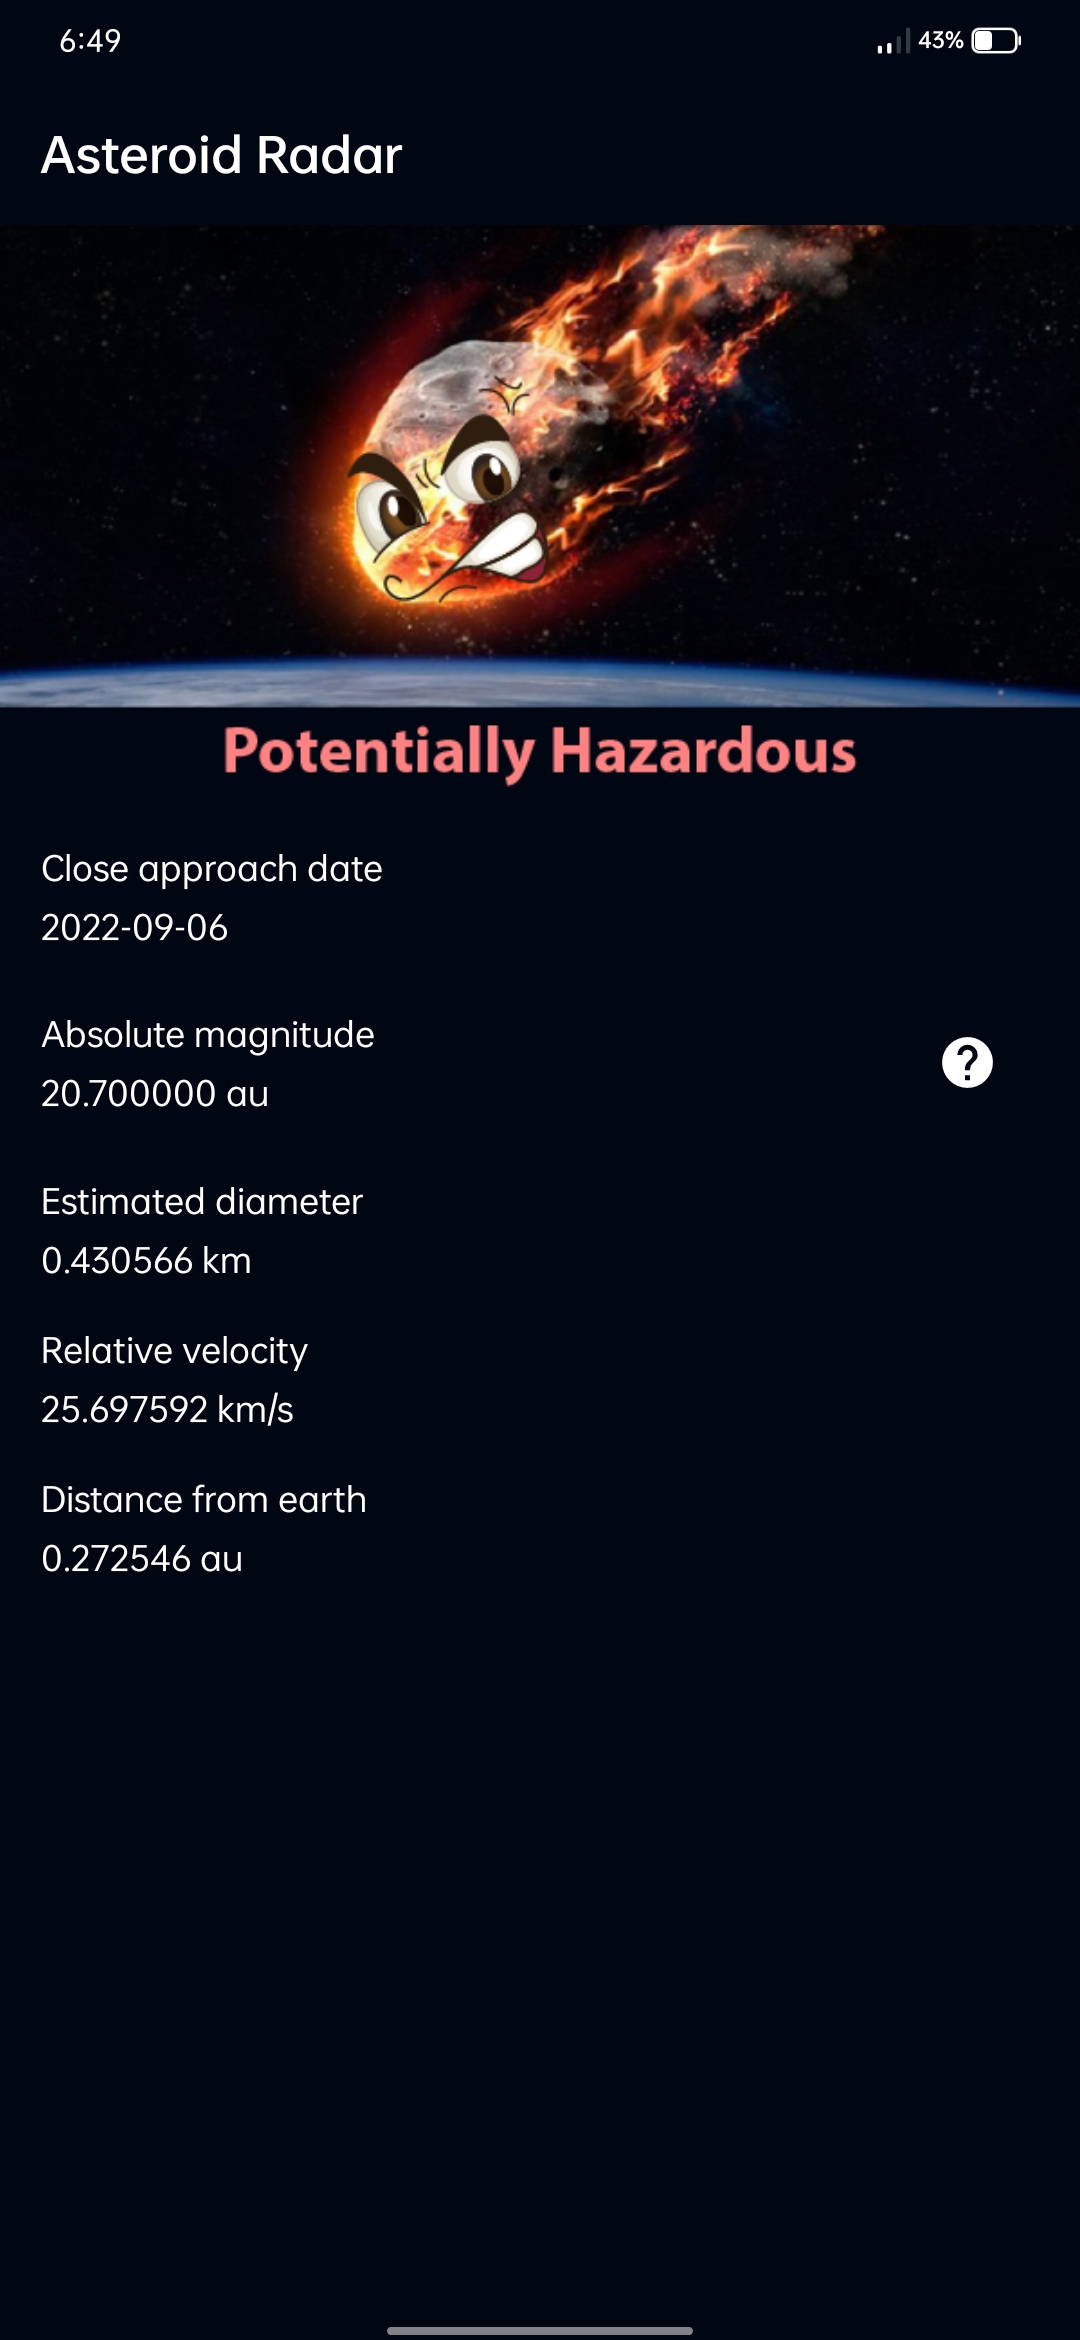 6:49
43%
Asteroid Radar
Potentially Hazardous
Close approach date
2022-09-06
Absolute magnitude
20.700000 au
?
Estimated diameter
0.430566 km
Relative velocity
25.697592 km/s
Distance from earth
0.272546 au